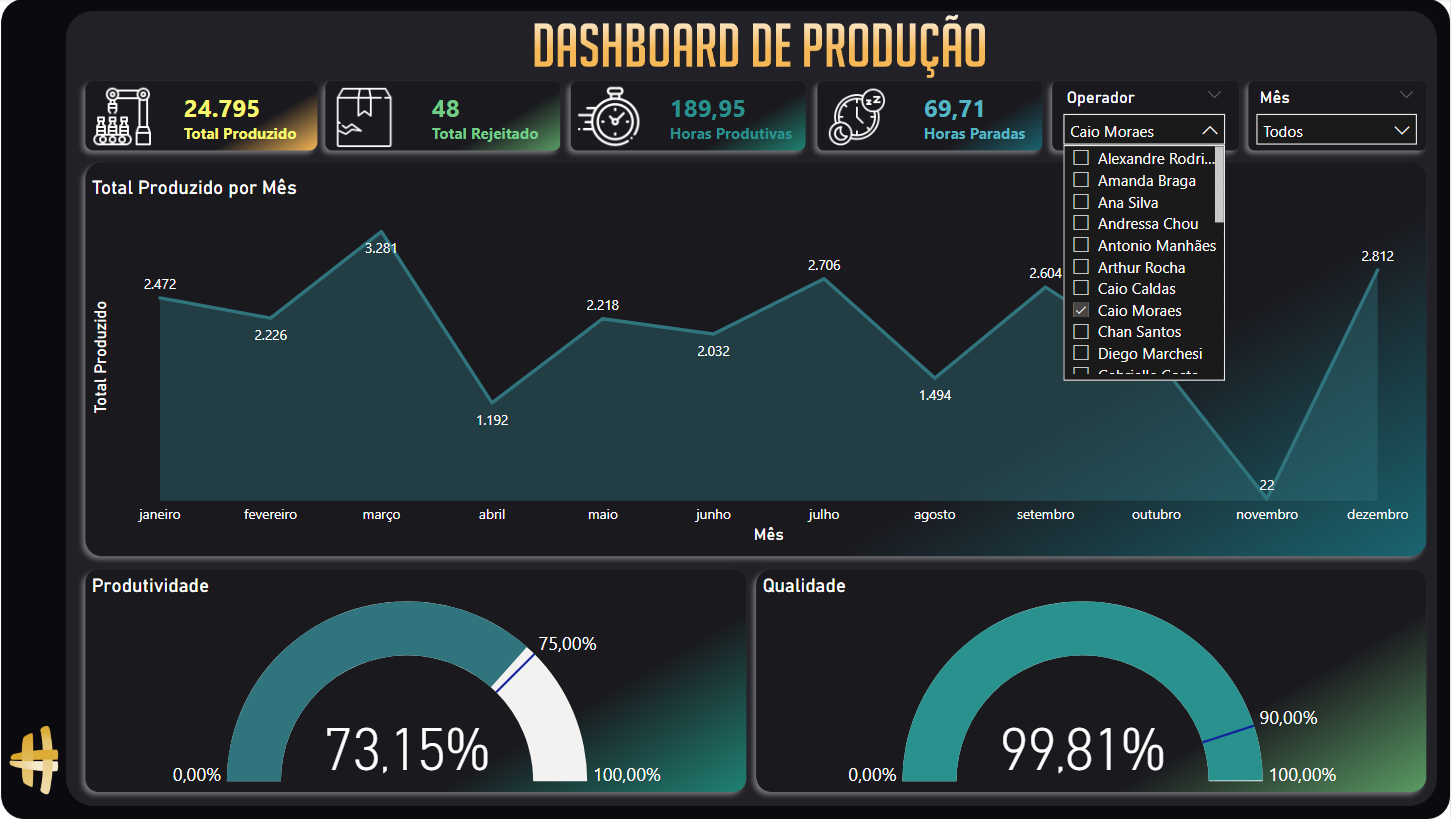 DASHBOARD DE PRODUÇÃO
24.795
Total Produzido
48
Total Rejeitado
189,95
Horas Produtivas
69,71
Horas Paradas
Operador
Caio Moraes
Alexandre Rodri...
Amanda Braga
Ana Silva
Andressa Chou
Antonio Manhães
Arthur Rocha
Caio Caldas
Caio Moraes
Chan Santos
Diego Marchesi
Mês
Todos
Total Produzido por Mês
Total Produzido
2.472
2.226
3.281
1.192
2.218
2.032
2.706
1.494
2.604
22
2.812
janeiro
fevereiro
março
abril
maio
junho
julho
agosto
setembro
outubro
novembro
dezembro
Mês
Produtividade
75,00%
73,15%
0,00%
100,00%
Qualidade
90,00%
99,81%
0,00%
100,00%